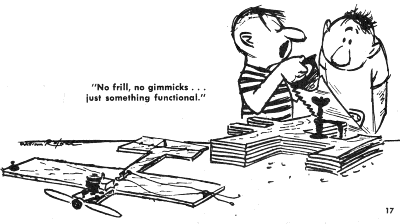 "No frill, no gimmicks . . .
just something functional."
17